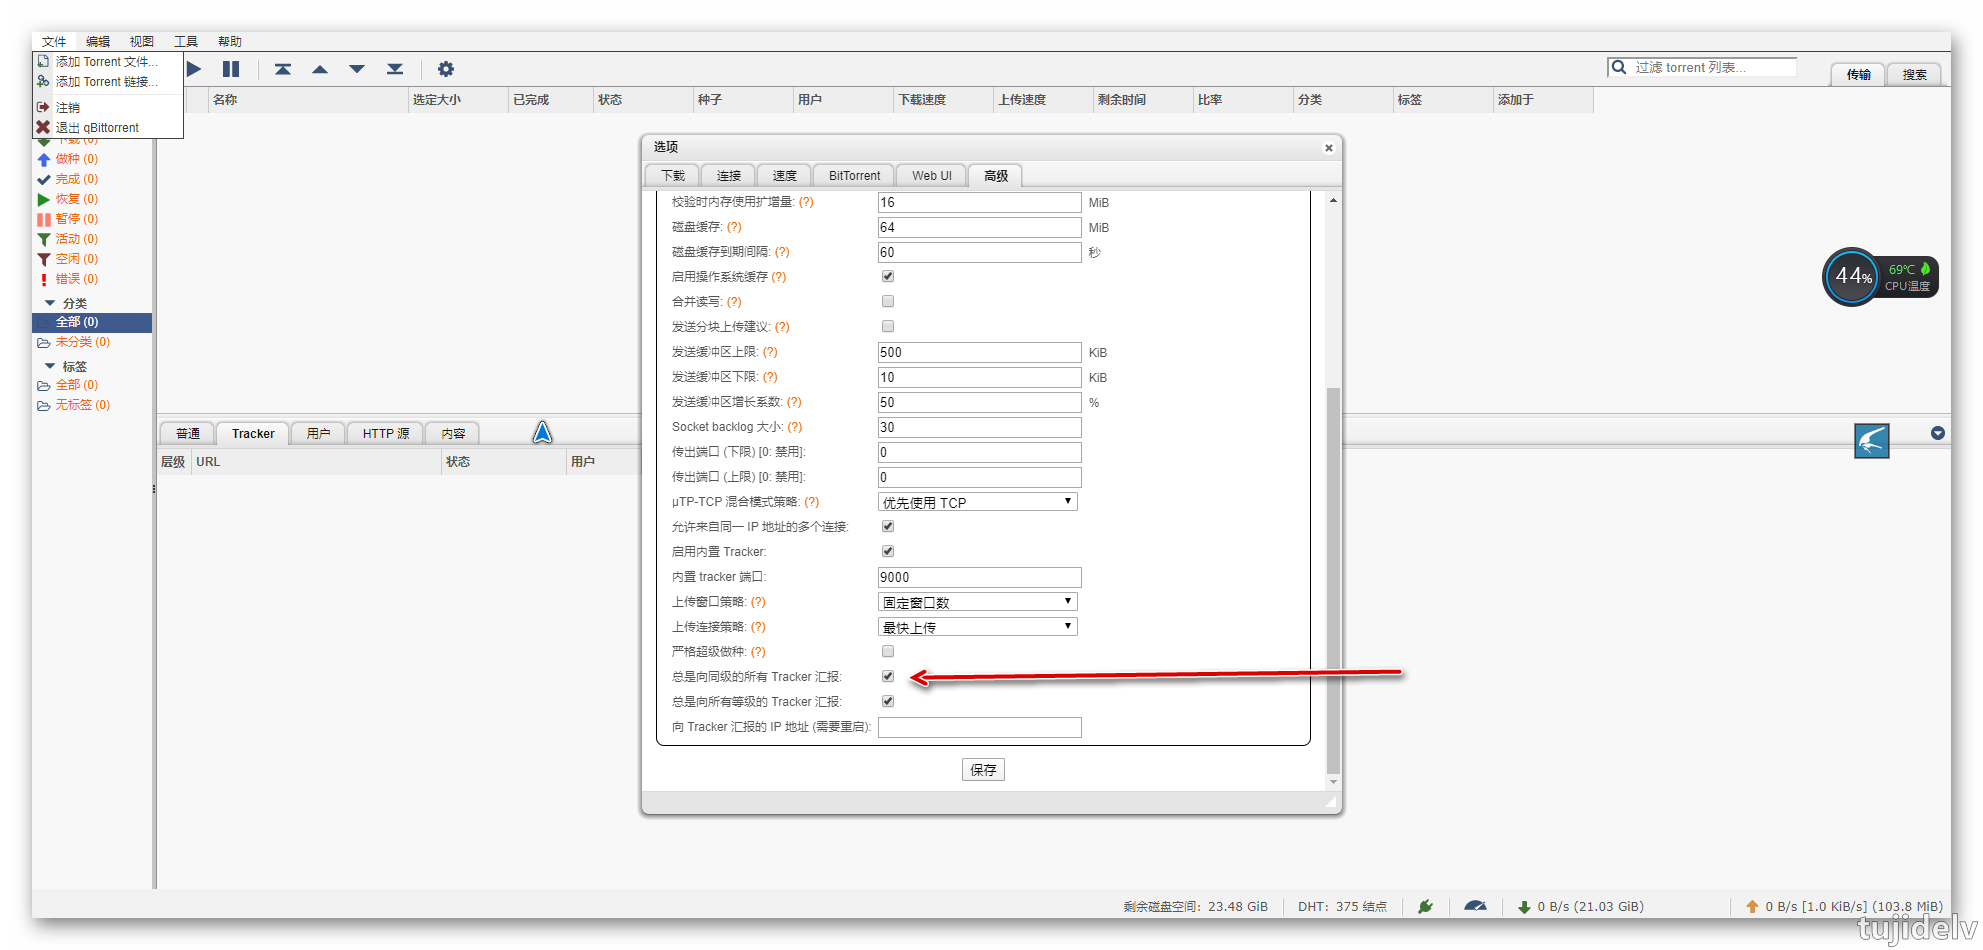 文件 编辑 视图 工具 帮助
添加 Torrent 文件...
添加 Torrent 链接...
注销
退出 qBittorrent
过滤 torrent 列表...
传输 搜索
名称 选定大小 已完成 状态 种子 用户 下载速度 上传速度 剩余时间 比率 分类 标签 添加于
下载 (0)
做种 (0)
完成 (0)
恢复 (0)
暂停 (0)
活动 (0)
空闲 (0)
错误 (0)
分类
全部 (0)
未分类 (0)
标签
全部 (0)
无标签 (0)
选项
下载 连接 速度 BitTorrent Web UI 高级
校验时内存使用扩增量: (?) 16 MiB
磁盘缓存: (?) 64 MiB
磁盘缓存到期间隔: (?) 60 秒
启用操作系统缓存 (?)
合并读写: (?)
发送分块上传建议: (?)
发送缓冲区上限: (?) 500 KiB
发送缓冲区下限: (?) 10 KiB
发送缓冲区增长系数: (?) 50 %
Socket backlog 大小: (?) 30
传出端口 (下限) [0: 禁用]: 0
传出端口 (上限) [0: 禁用]: 0
μTP-TCP 混合模式策略: (?) 优先使用 TCP
允许来自同一 IP 地址的多个连接:
启用内置 Tracker:
内置 tracker 端口: 9000
上传窗口策略: (?) 固定窗口数
上传连接策略: (?) 最快上传
严格超级做种: (?)
总是向同级的所有 Tracker 汇报:
总是向所有等级的 Tracker 汇报:
向 Tracker 汇报的 IP 地址 (需要重启):
保存
44% 69℃
CPU温度
普通 Tracker 用户 HTTP 源 内容
层级 URL 状态 用户
剩余磁盘空间: 23.48 GiB DHT: 375 结点 0 B/s (21.03 GiB) 0 B/s [1.0 KiB/s] (103.8 MiB)
tujidelv